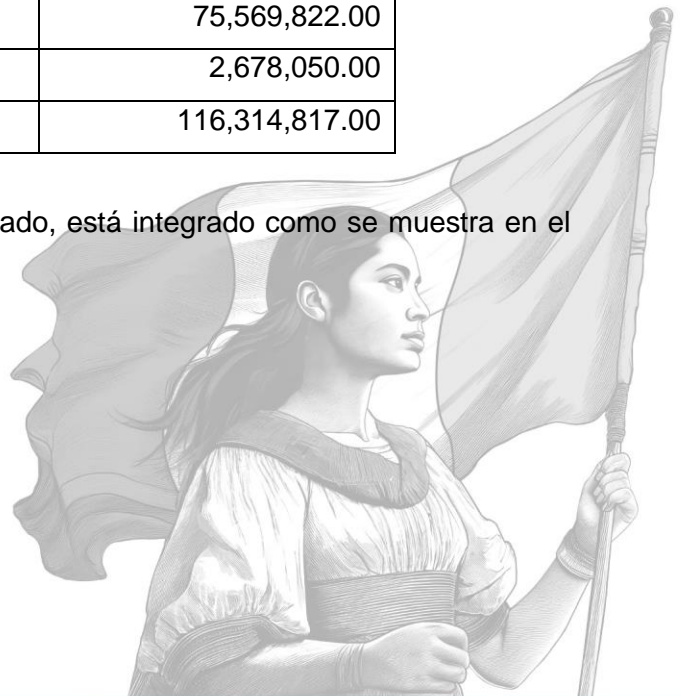 75,569,822.00
2,678,050.00
116,314,817.00
ado, está integrado como se muestra en el